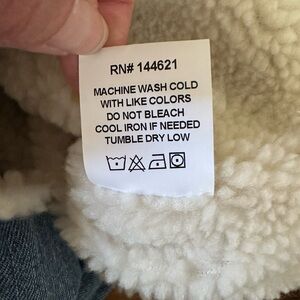 RN# 144621
MACHINE WASH COLD
WITH LIKE COLORS
DO NOT BLEACH
COOL IRON IF NEEDED
TUMBLE DRY LOW